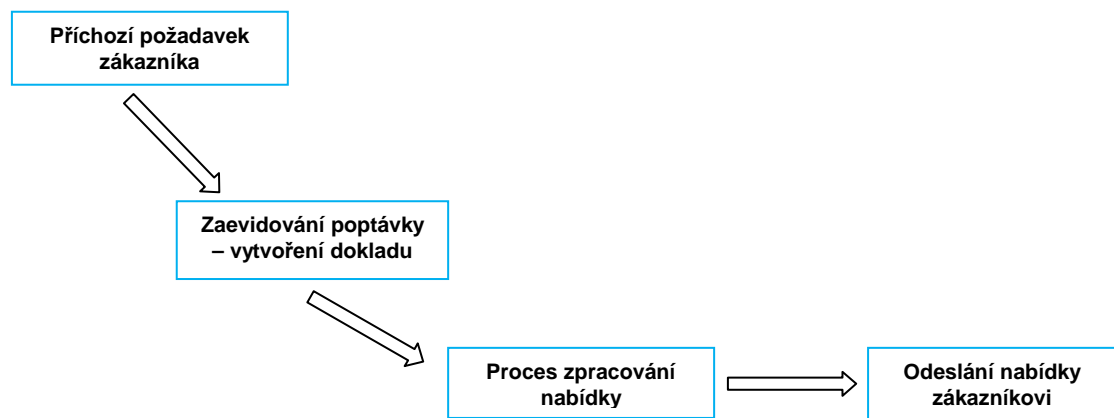 Příchozí požadavek
zákazníka
Zaevidování poptávky
– vytvoření dokladu
Proces zpracování
nabídky
Odeslání nabídky
zákazníkovi